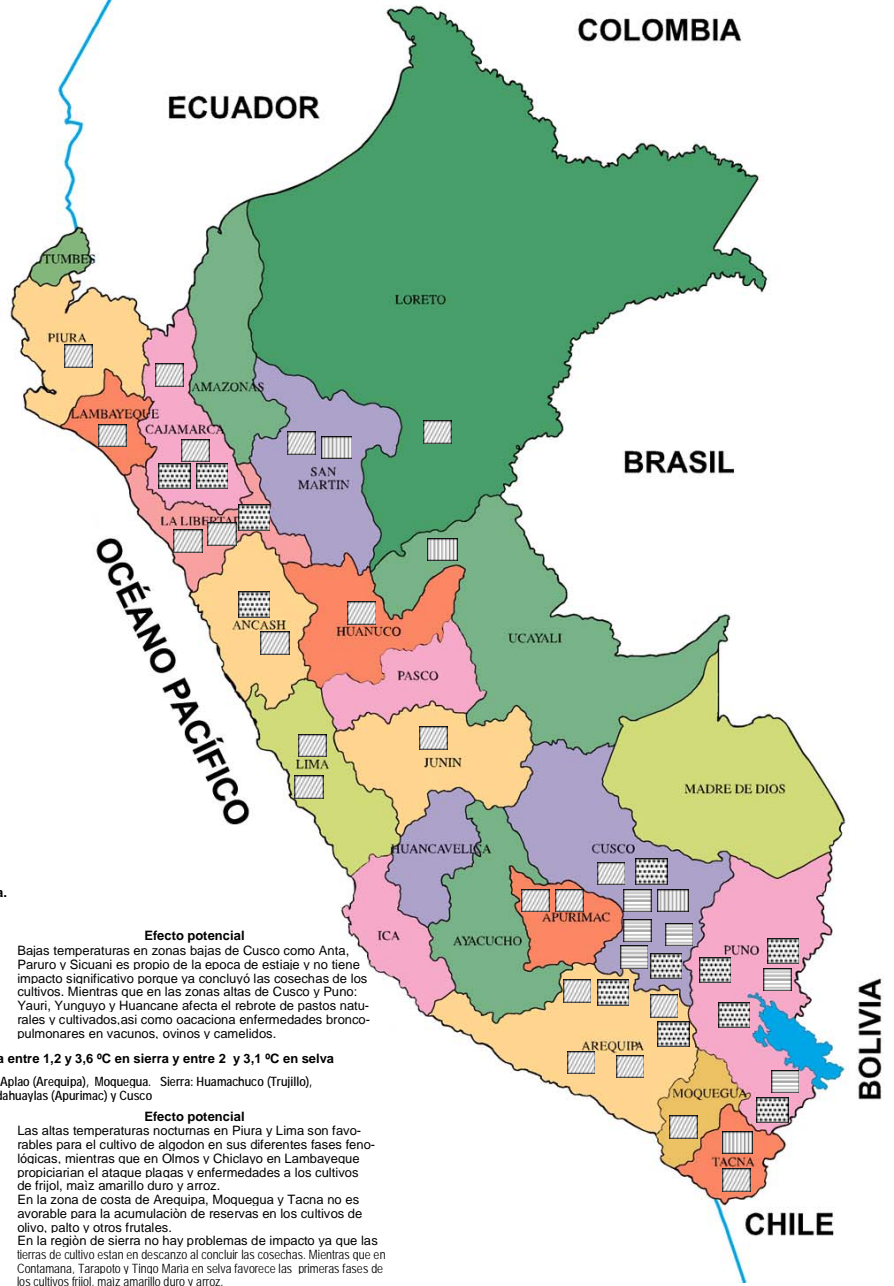 COLOMBIA
ECUADOR
TUMBES
LORETO
PIURA
AMAZONAS
LAMBAYEQUE
CAJAMARCA
SAN
MARTIN
BRASIL
LA LIBERTAD
OCÉANO PACÍFICO
ANCASH
HUANUCO
UCAYALI
PASCO
LIMA
JUNIN
MADRE DE DIOS
HUANCAVELICA
CUSCO
ICA
AYACUCHO
APURIMAC
PUNO
AREQUIPA
BOLIVIA
MOQUEGUA
TACNA
CHILE
a.
Efecto potencial
Bajas temperaturas en zonas bajas de Cusco como Anta,
Paruro y Sicuani es propio de la epoca de estiaje y no tiene
impacto significativo porque ya concluyó las cosechas de los
cultivos. Mientras que en las zonas altas de Cusco y Puno:
Yauri, Yunguyo y Huancane afecta el rebrote de pastos natu-
rales y cultivados,asi como oacaciona enfermedades bronco-
pulmonares en vacunos, ovinos y camelidos.
a entre 1,2 y 3,6 ºC en sierra y entre 2 y 3,1 ºC en selva
Aplao (Arequipa), Moquegua. Sierra: Huamachuco (Trujillo),
dahuaylas (Apurimac) y Cusco
Efecto potencial
Las altas temperaturas nocturnas en Piura y Lima son favo-
rables para el cultivo de algodon en sus diferentes fases feno-
lógicas, mientras que en Olmos y Chiclayo en Lambayeque
propiciarian el ataque plagas y enfermedades a los cultivos
de frijol, maìz amarillo duro y arroz.
En la zona de costa de Arequipa, Moquegua y Tacna no es
avorable para la acumulaciòn de reservas en los cultivos de
olivo, palto y otros frutales.
En la regiòn de sierra no hay problemas de impacto ya que las
tierras de cultivo estan en descanzo al concluir las cosechas. Mientras que en
Contamana, Tarapoto y Tingo Marìa en selva favorece las primeras fases de
los cultivos frijol, maiz amarillo duro y arroz.